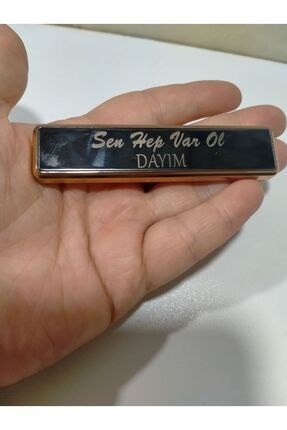 Sen Hep Var Ol
DAYIM